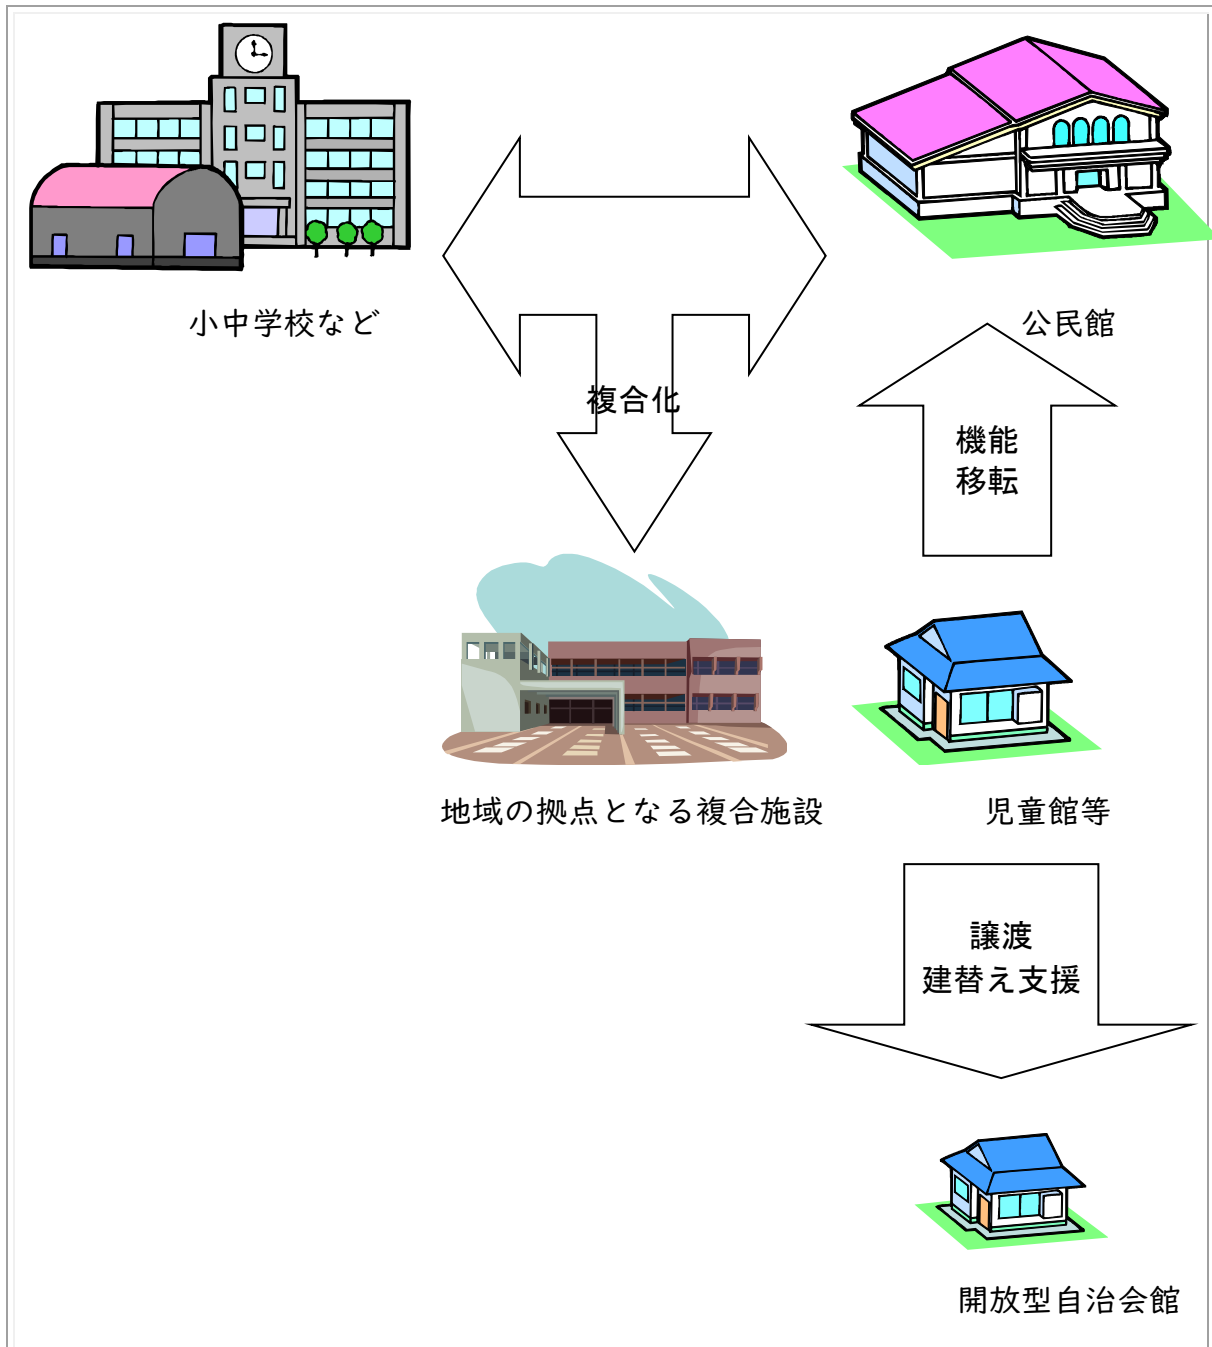 小中学校など
公民館
複合化
機能
移転
地域の拠点となる複合施設
児童館等
譲渡
建替え支援
開放型自治会館